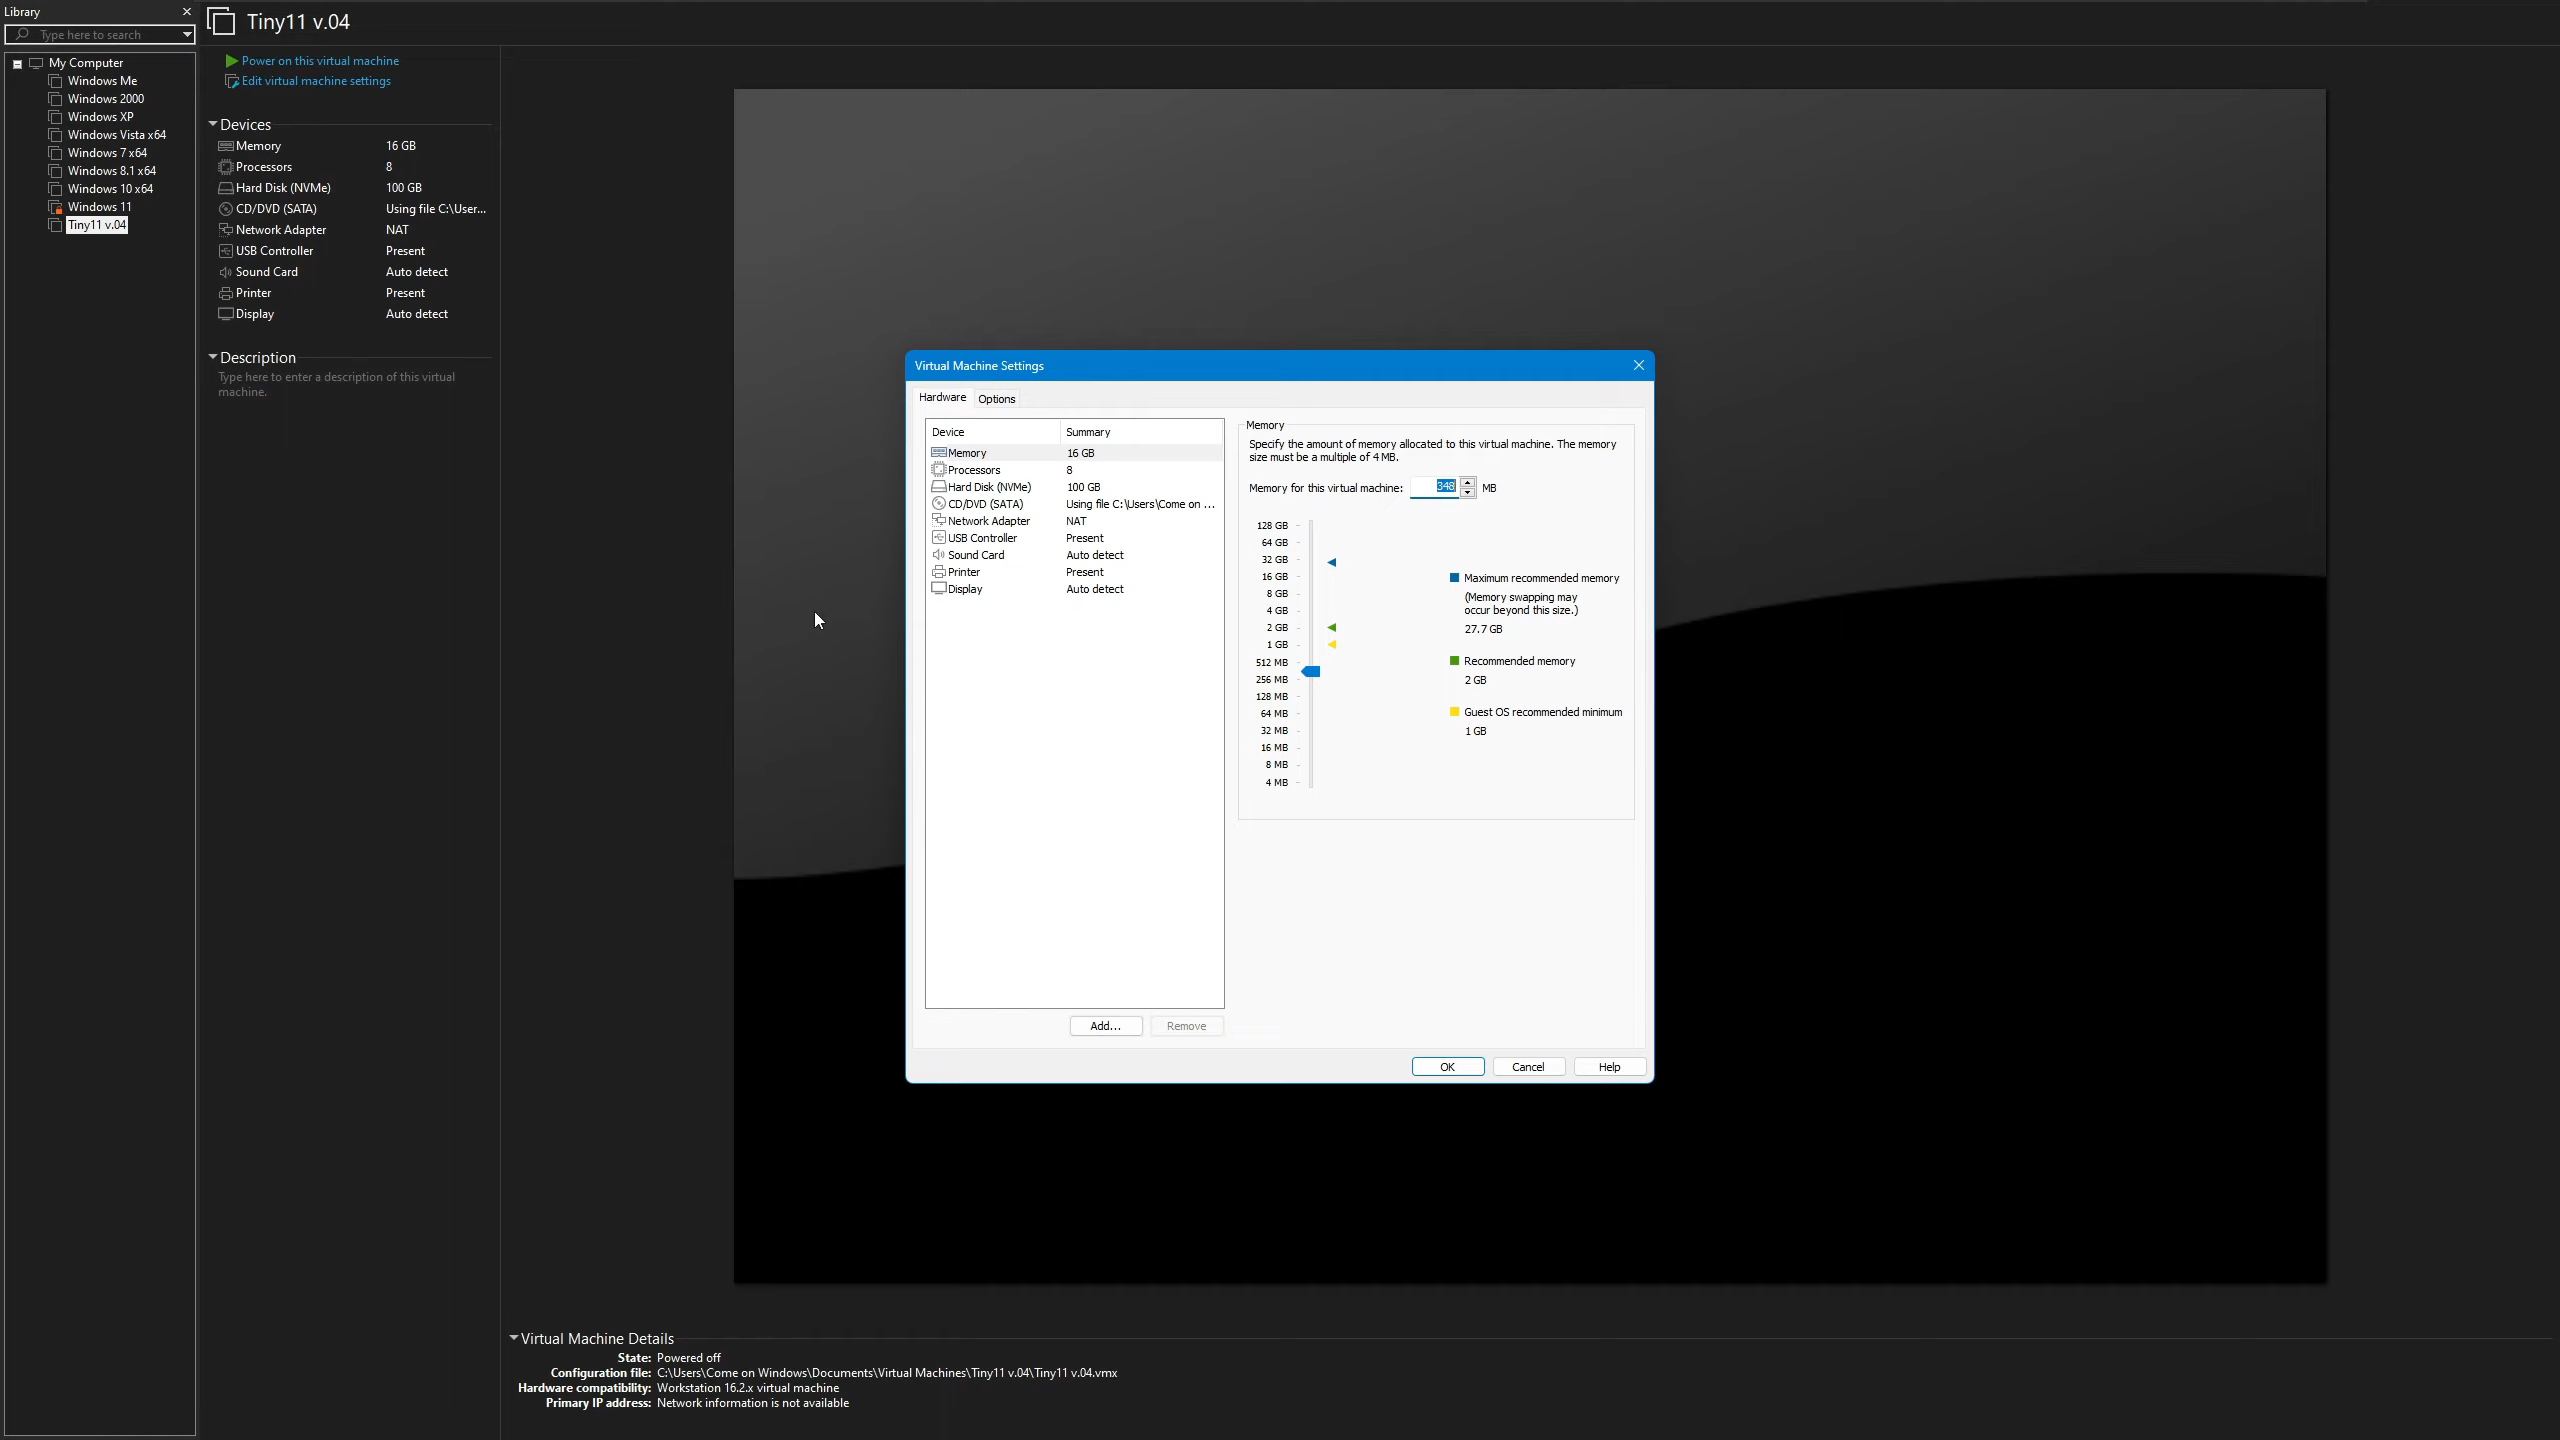 Library
Type here to search
My Computer
Windows Me
Windows 2000
Windows XP
Windows Vista x64
Windows 7 x64
Windows 8.1 x64
Windows 10 x64
Windows 11
Tiny11 v.04
Tiny11 v.04
Power on this virtual machine
Edit virtual machine settings
Devices
Memory 16 GB
Processors 8
Hard Disk (NVMe) 100 GB
CD/DVD (SATA) Using file C:\User...
Network Adapter NAT
USB Controller Present
Sound Card Auto detect
Printer Present
Display Auto detect
Description
Type here to enter a description of this virtual
machine.
Virtual Machine Settings
Hardware Options
Device Summary
Memory 16 GB
Processors 8
Hard Disk (NVMe) 100 GB
CD/DVD (SATA) Using file C:\Users\Come on ...
Network Adapter NAT
USB Controller Present
Sound Card Auto detect
Printer Present
Display Auto detect
Add... Remove
Memory
Specify the amount of memory allocated to this virtual machine. The memory
size must be a multiple of 4 MB.
Memory for this virtual machine: 348 MB
128 GB
64 GB
32 GB
16 GB
8 GB
4 GB
2 GB
1 GB
512 MB
256 MB
128 MB
64 MB
32 MB
16 MB
8 MB
4 MB
Maximum recommended memory
(Memory swapping may
occur beyond this size.)
27.7 GB
Recommended memory
2 GB
Guest OS recommended minimum
1 GB
OK Cancel Help
Virtual Machine Details
State: Powered off
Configuration file: C:\Users\Come on Windows\Documents\Virtual Machines\Tiny11 v.04\Tiny11 v.04.vmx
Hardware compatibility: Workstation 16.2.x virtual machine
Primary IP address: Network information is not available